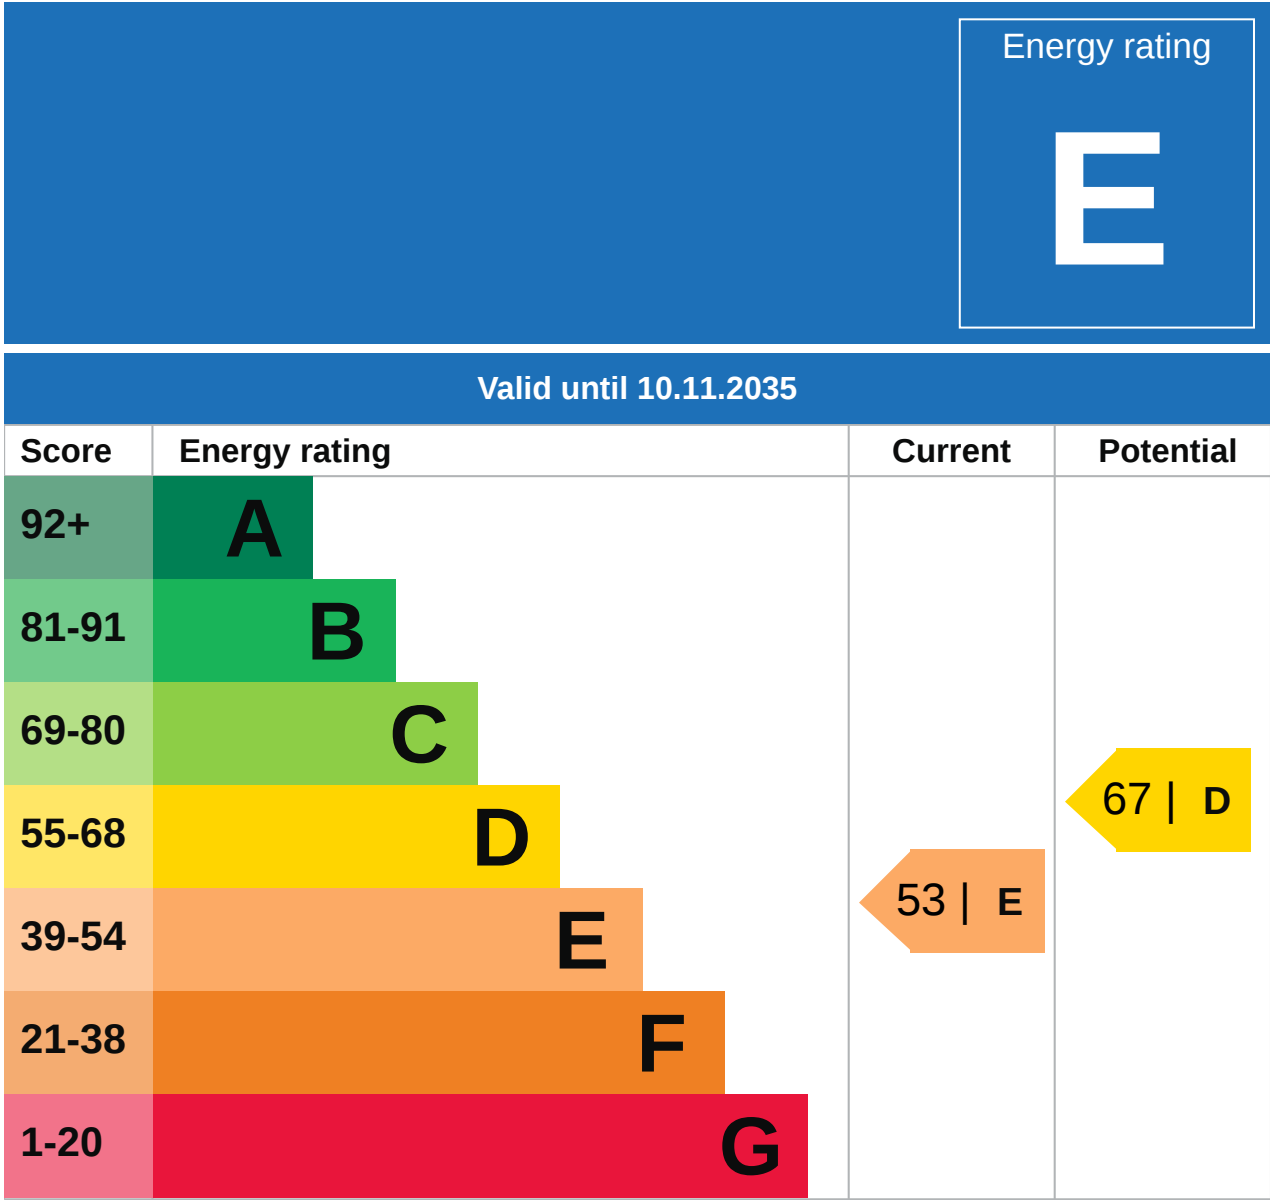 Energy rating
E
Valid until 10.11.2035
Score Energy rating Current Potential
92+ A
81-91 B
69-80 C
67 | D
55-68 D
53 | E
39-54 E
21-38 F
1-20 G